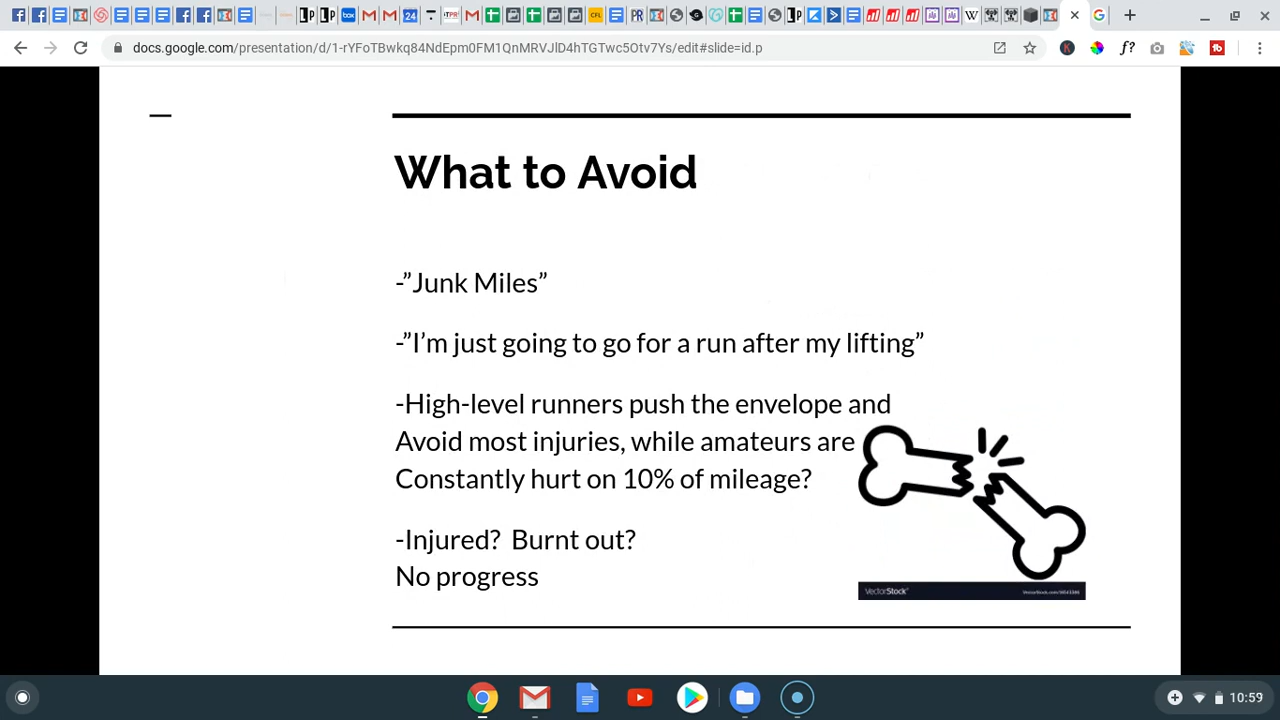 docs.google.com/presentation/d/1-rYFoTBwkq84NdEpm0FM1QnMRVJlD4hTGTwc5Otv7Ys/edit#slide=id.p
What to Avoid
-”Junk Miles”
-”I’m just going to go for a run after my lifting”
-High-level runners push the envelope and
Avoid most injuries, while amateurs are
Constantly hurt on 10% of mileage?
-Injured?  Burnt out?
No progress
VectorStock
10:59